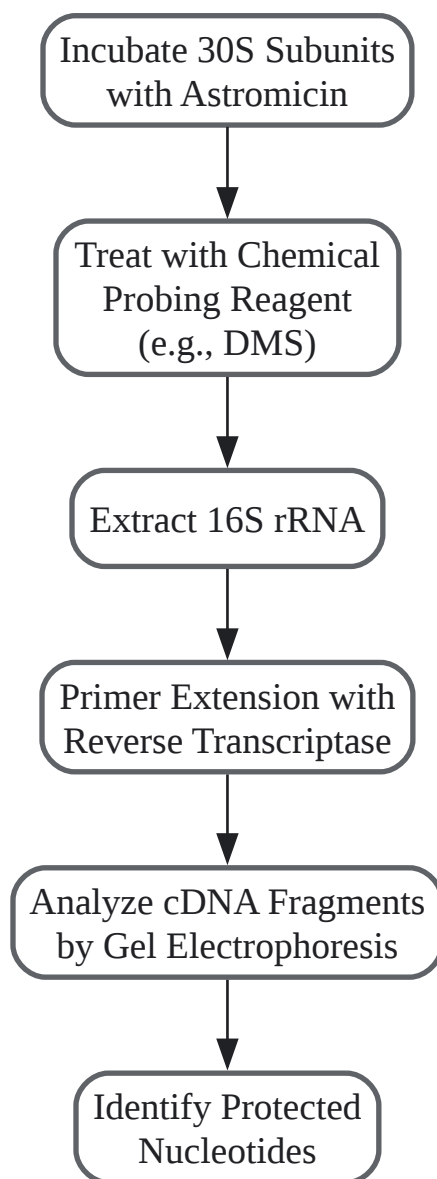 Incubate 30S Subunits
with Astromicin
Treat with Chemical
Probing Reagent
(e.g., DMS)
Extract 16S rRNA
Primer Extension with
Reverse Transcriptase
Analyze cDNA Fragments
by Gel Electrophoresis
Identify Protected
Nucleotides